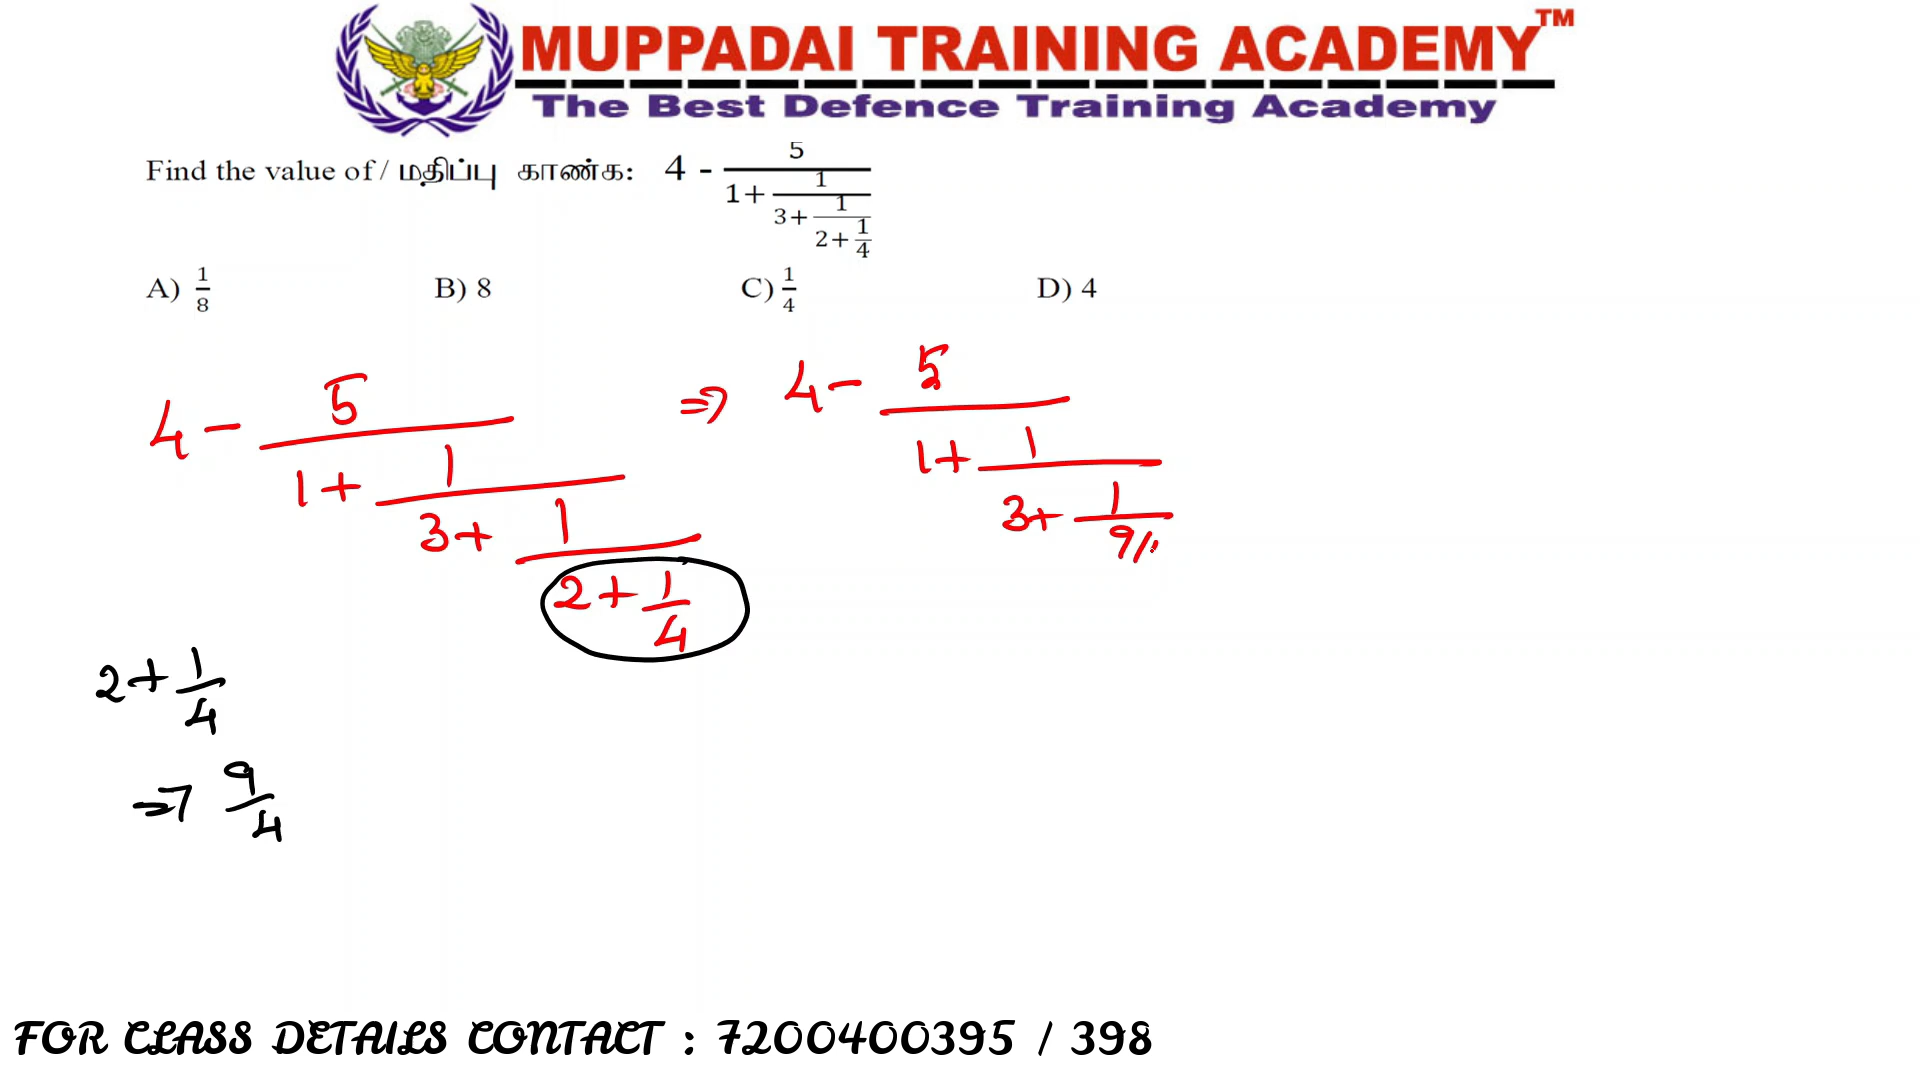 MUPPADAI TRAINING ACADEMY™
The Best Defence Training Academy
Find the value of / மதிப்பு காண்க: 4 - 5/(1+ 1/(3+ 1/(2+ 1/4)))
A) 1/8 B) 8 C) 1/4 D) 4
4 - 5/(1+ 1/(3+ 1/(2+ 1/4))) ⇒ 4 - 5/(1+ 1/(3+ 1/(9/
2 + 1/4
⇒ 9/4
FOR CLASS DETAILS CONTACT : 7200400395 / 398